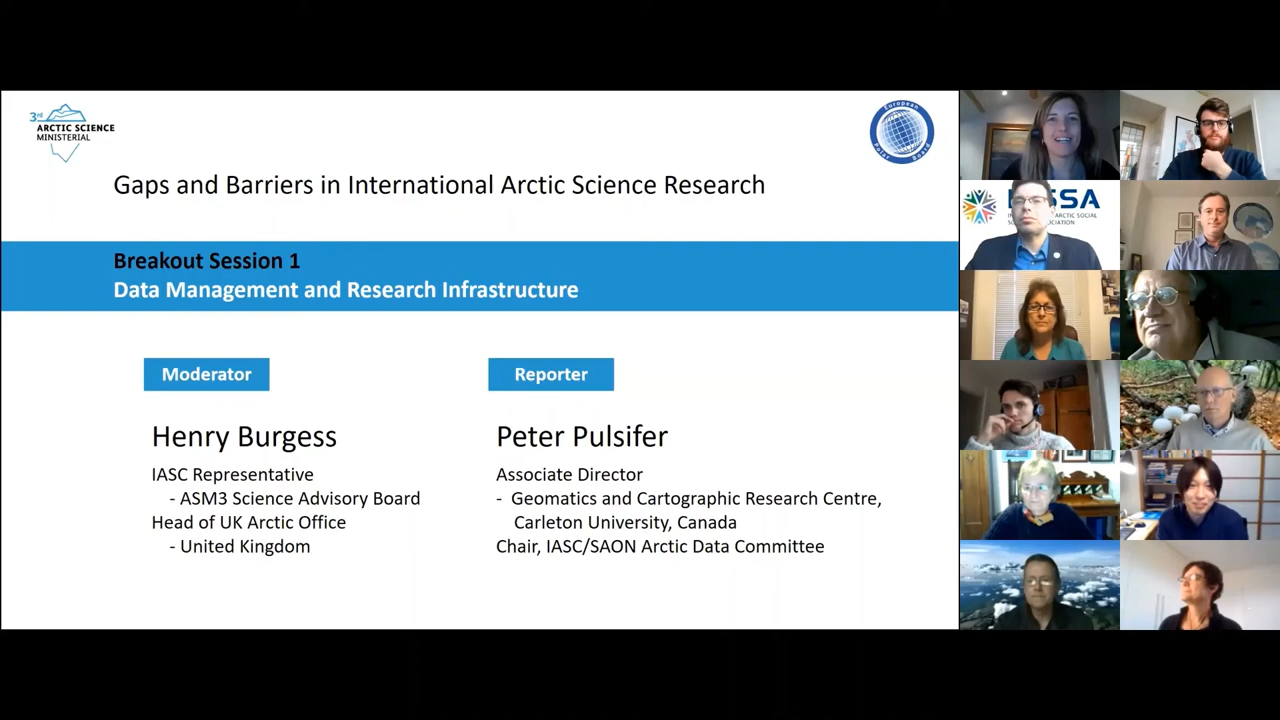 3rd
ARCTIC SCIENCE
MINISTERIAL
European
Polar Board
Gaps and Barriers in International Arctic Science Research
Breakout Session 1
Data Management and Research Infrastructure
Moderator
Reporter
Henry Burgess
IASC Representative
- ASM3 Science Advisory Board
Head of UK Arctic Office
- United Kingdom
Peter Pulsifer
Associate Director
- Geomatics and Cartographic Research Centre,
Carleton University, Canada
Chair, IASC/SAON Arctic Data Committee
SSA
ARCTIC SOCIAL